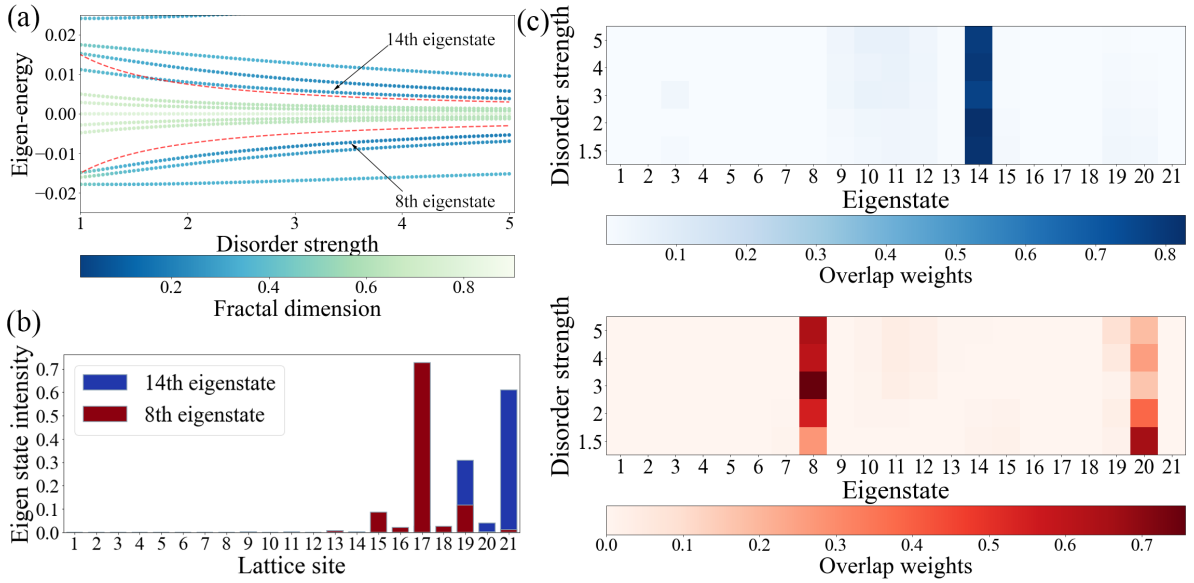 (a)
Eigen-energy
0.02
0.01
0.00
−0.01
−0.02
14th eigenstate
8th eigenstate
1 2 3 4 5
Disorder strength
0.2 0.4 0.6 0.8
Fractal dimension
(b)
Eigen state intensity
0.7
0.6
0.5
0.4
0.3
0.2
0.1
0.0
14th eigenstate
8th eigenstate
1 2 3 4 5 6 7 8 9 10 11 12 13 14 15 16 17 18 19 20 21
Lattice site
(c)
Disorder strength
5
4
3
2
1.5
1 2 3 4 5 6 7 8 9 10 11 12 13 14 15 16 17 18 19 20 21
Eigenstate
0.1 0.2 0.3 0.4 0.5 0.6 0.7 0.8
Overlap weights
Disorder strength
5
4
3
2
1.5
1 2 3 4 5 6 7 8 9 10 11 12 13 14 15 16 17 18 19 20 21
Eigenstate
0.0 0.1 0.2 0.3 0.4 0.5 0.6 0.7
Overlap weights